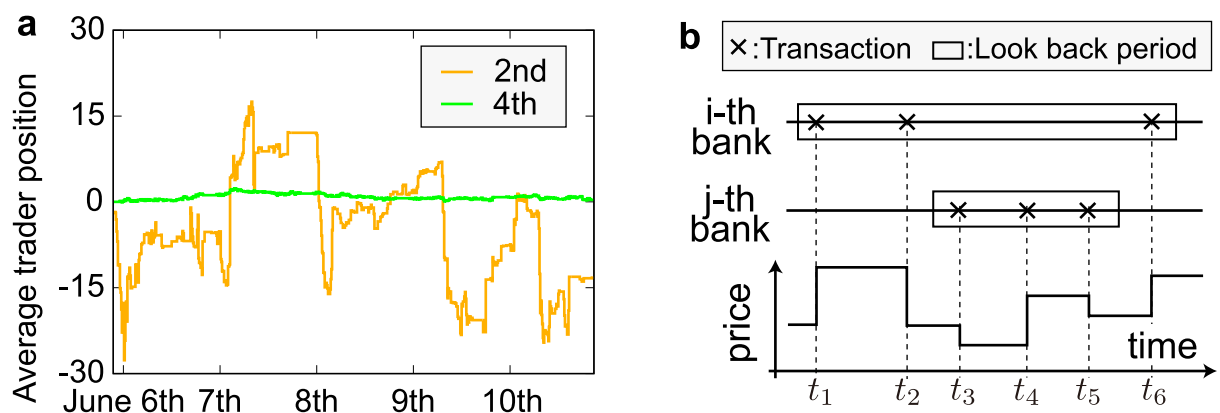 a
Average trader position
30
15
0
-15
-30
2nd
4th
June 6th 7th 8th 9th 10th
b
×:Transaction □:Look back period
i-th
bank
j-th
bank
price
time
t₁ t₂ t₃ t₄ t₅ t₆